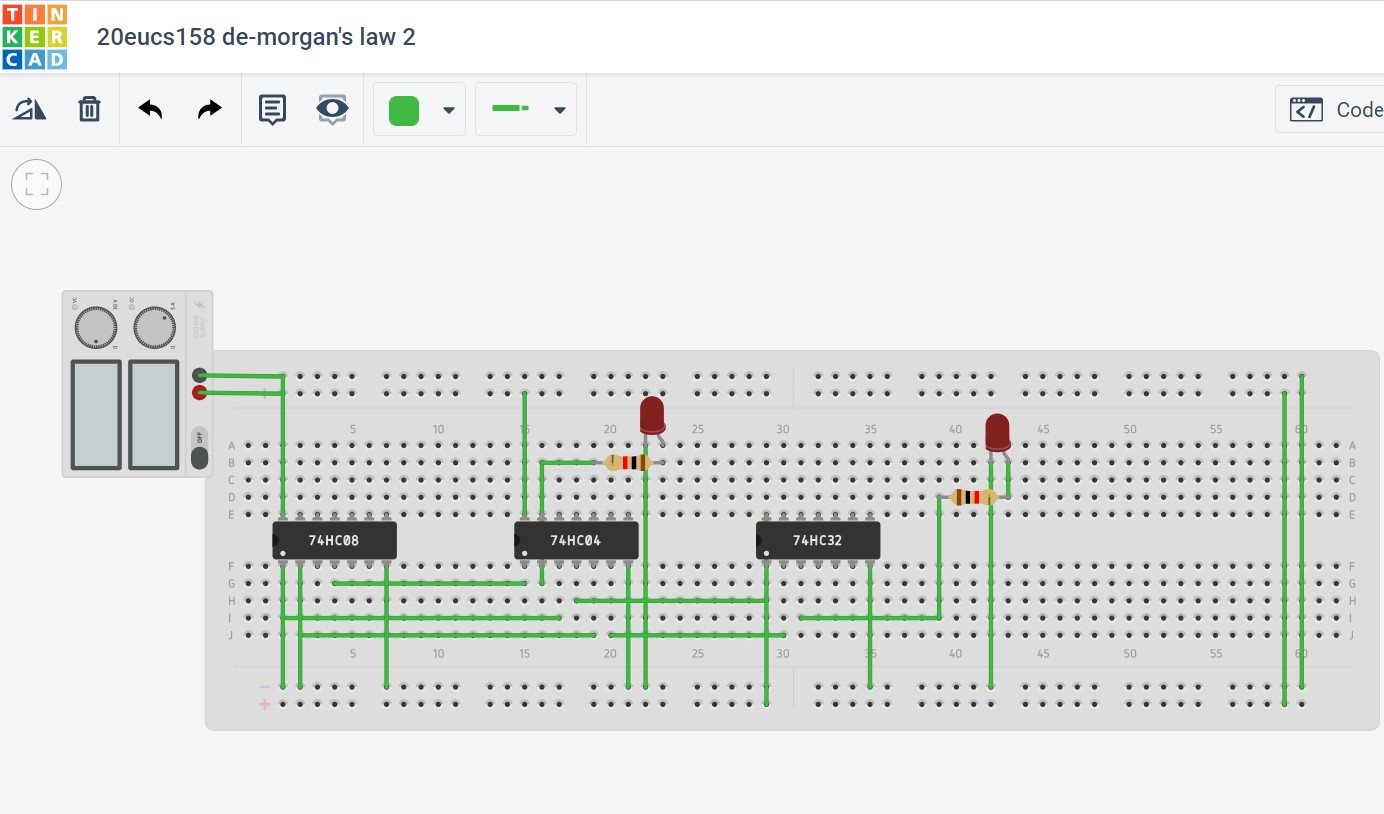 TIN
KER
CAD
20eucs158 de-morgan's law 2
Code
OFF
5 10 15 20 25 30 35 40 45 50 55 60
A A
B B
C C
D D
E E
74HC08 74HC04 74HC32
F F
G G
H H
I I
J J
5 10 15 20 25 30 35 40 45 50 55 60
−
+